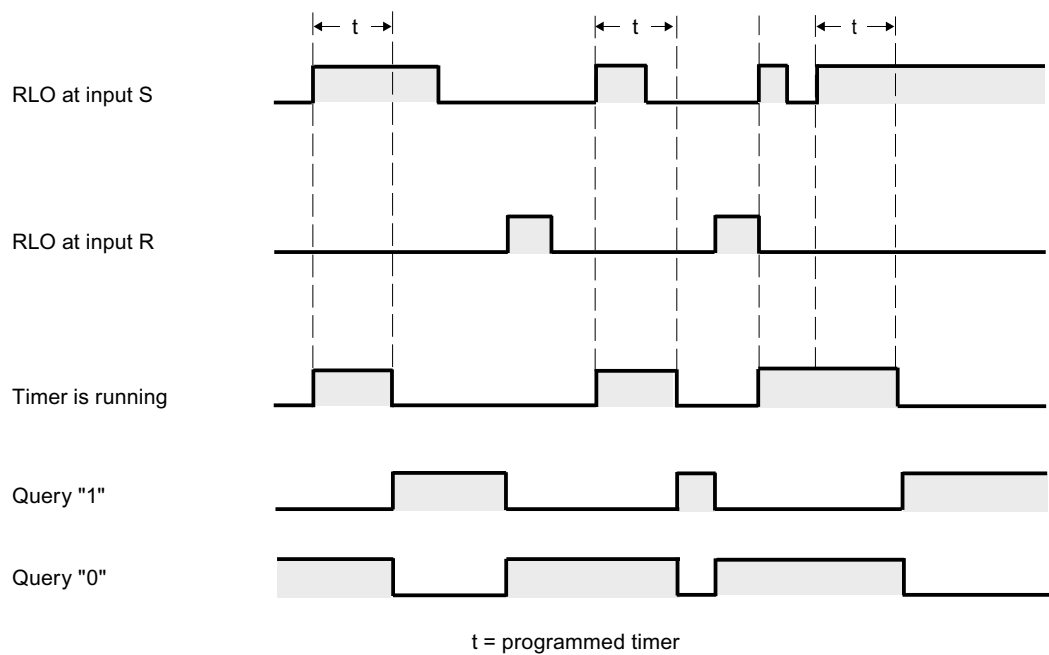 t t t
RLO at input S
RLO at input R
Timer is running
Query "1"
Query "0"
t = programmed timer